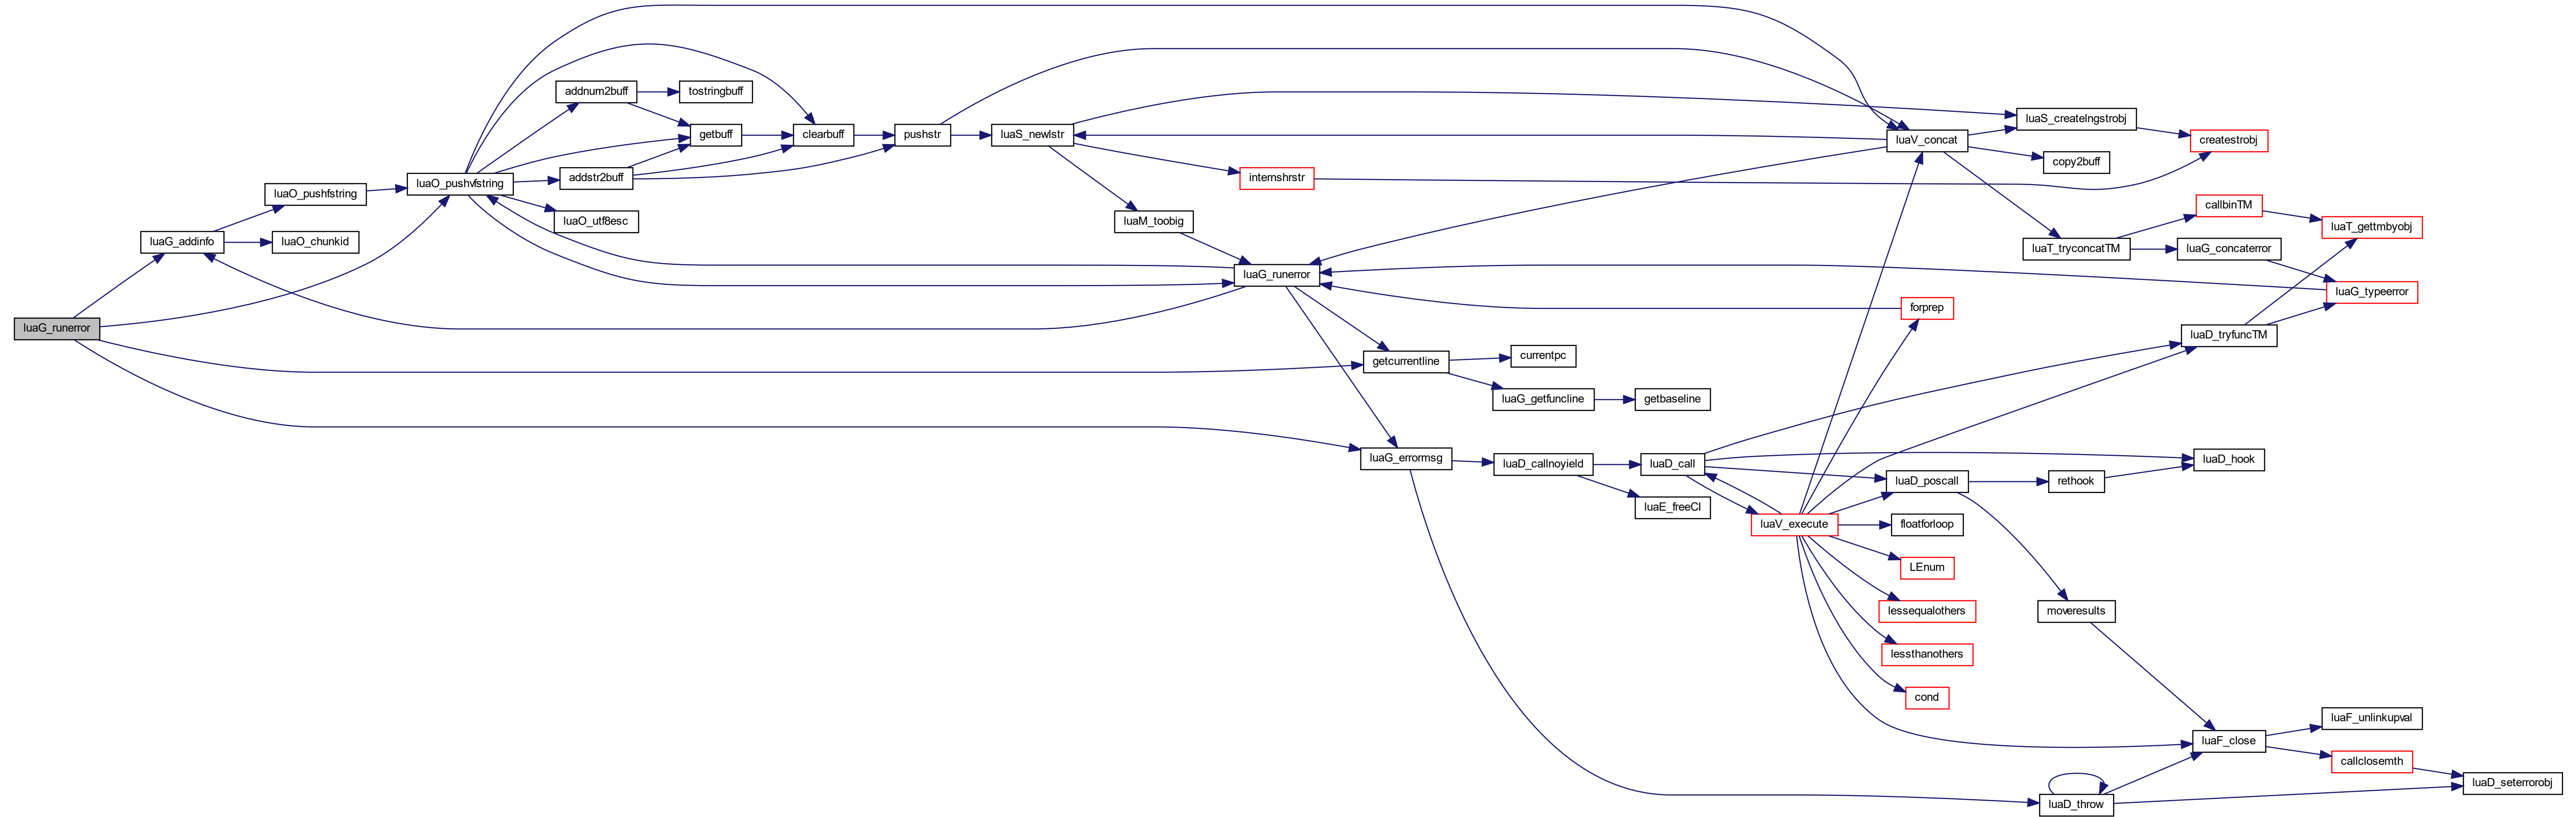 addnum2buff
tostringbuff
getbuff
clearbuff
pushstr
luaS_newlstr
luaV_concat
luaS_createlngstrobj
createstrobj
copy2buff
luaO_pushfstring
luaO_pushvfstring
addstr2buff
internshrstr
luaO_utf8esc
luaM_toobig
callbinTM
luaT_gettmbyobj
luaG_addinfo
luaO_chunkid
luaT_tryconcatTM
luaG_concaterror
luaG_runerror
luaG_typeerror
forprep
luaG_runerror
luaD_tryfuncTM
getcurrentline
currentpc
luaG_getfuncline
getbaseline
luaG_errormsg
luaD_callnoyield
luaD_call
luaD_hook
luaD_poscall
rethook
luaE_freeCI
luaV_execute
floatforloop
LEnum
lessequalothers
moveresults
lessthanothers
cond
luaF_unlinkupval
luaF_close
callclosemth
luaD_seterrorobj
luaD_throw